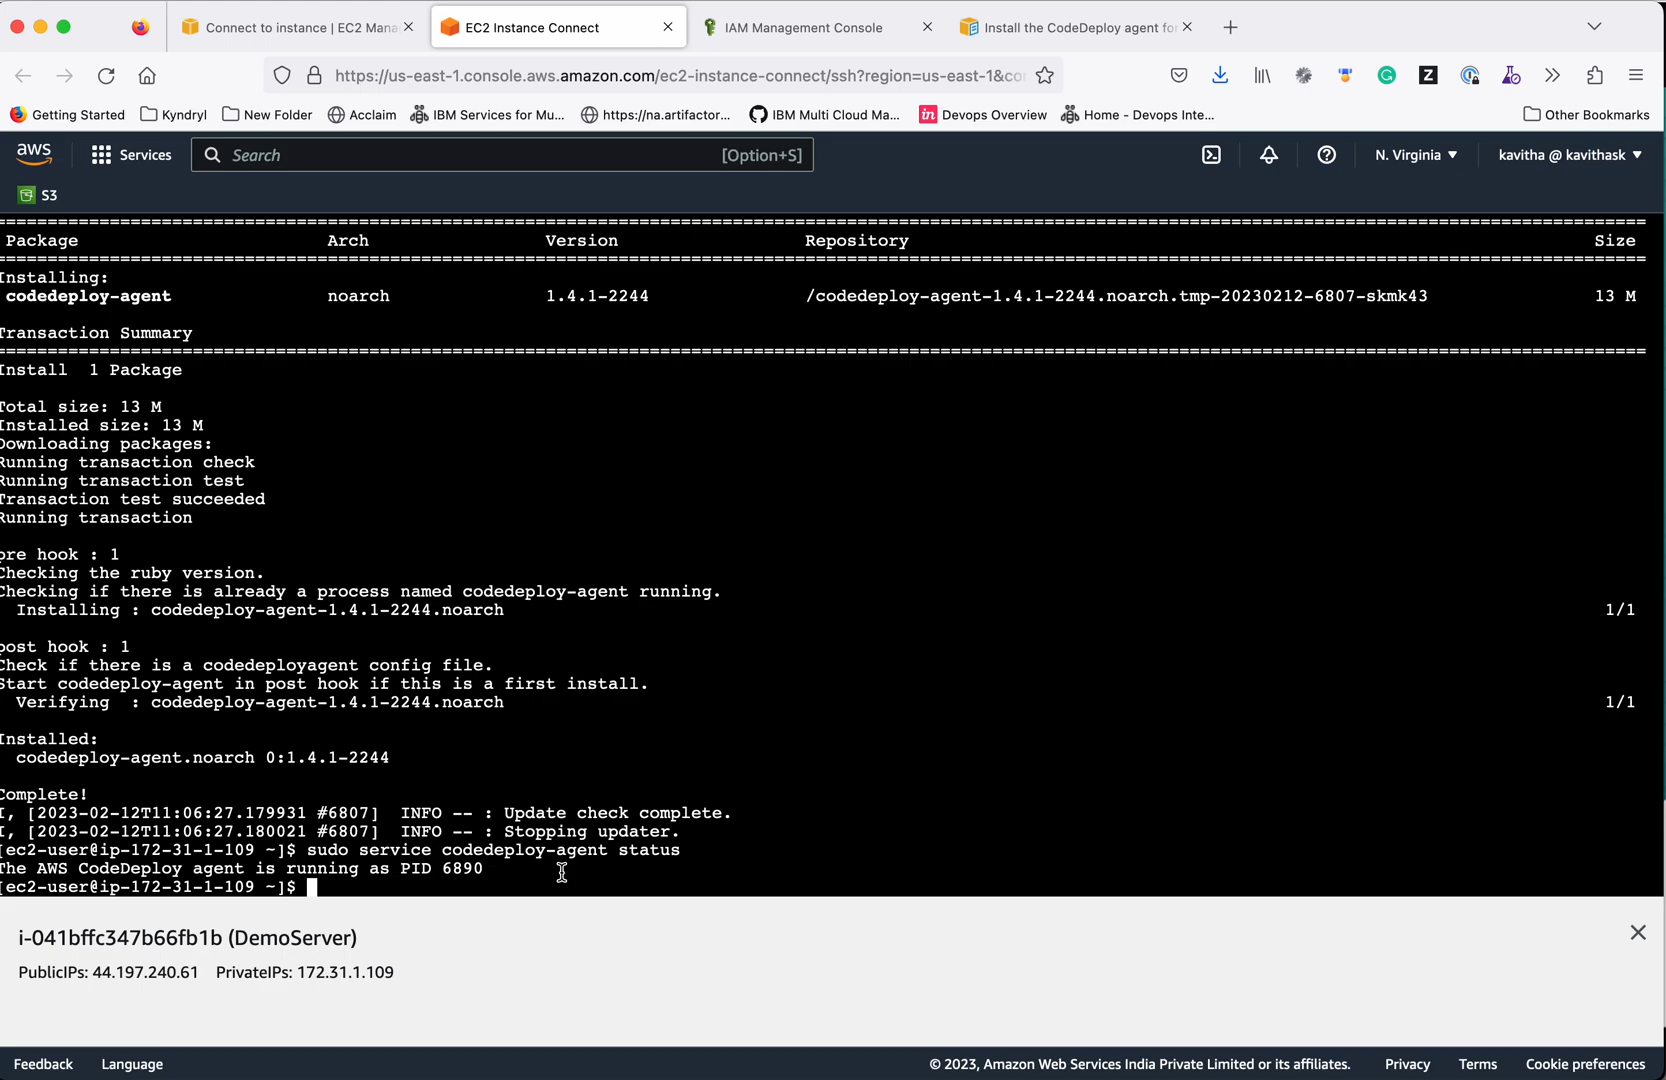 Connect to instance | EC2 Mana
EC2 Instance Connect
IAM Management Console
Install the CodeDeploy agent fo
https://us-east-1.console.aws.amazon.com/ec2-instance-connect/ssh?region=us-east-1&co
Getting Started
Kyndryl
New Folder
Acclaim
IBM Services for Mu...
https://na.artifactor...
IBM Multi Cloud Ma...
in
Devops Overview
Home - Devops Inte...
Other Bookmarks
aws
Services
Search
[Option+S]
N. Virginia
kavitha @ kavithask
S3
================================================================================
Package Arch Version Repository Size
================================================================================
Installing:
codedeploy-agent noarch 1.4.1-2244 /codedeploy-agent-1.4.1-2244.noarch.tmp-20230212-6807-skmk43 13 M
Transaction Summary
================================================================================
Install 1 Package
Total size: 13 M
Installed size: 13 M
Downloading packages:
Running transaction check
Running transaction test
Transaction test succeeded
Running transaction
pre hook : 1
Checking the ruby version.
Checking if there is already a process named codedeploy-agent running.
Installing : codedeploy-agent-1.4.1-2244.noarch 1/1
post hook : 1
Check if there is a codedeployagent config file.
Start codedeploy-agent in post hook if this is a first install.
Verifying : codedeploy-agent-1.4.1-2244.noarch 1/1
Installed:
codedeploy-agent.noarch 0:1.4.1-2244
Complete!
I, [2023-02-12T11:06:27.179931 #6807] INFO -- : Update check complete.
I, [2023-02-12T11:06:27.180021 #6807] INFO -- : Stopping updater.
[ec2-user@ip-172-31-1-109 ~]$ sudo service codedeploy-agent status
The AWS CodeDeploy agent is running as PID 6890
[ec2-user@ip-172-31-1-109 ~]$
i-041bffc347b66fb1b (DemoServer)
PublicIPs: 44.197.240.61 PrivateIPs: 172.31.1.109
Feedback
Language
© 2023, Amazon Web Services India Private Limited or its affiliates.
Privacy
Terms
Cookie preferences